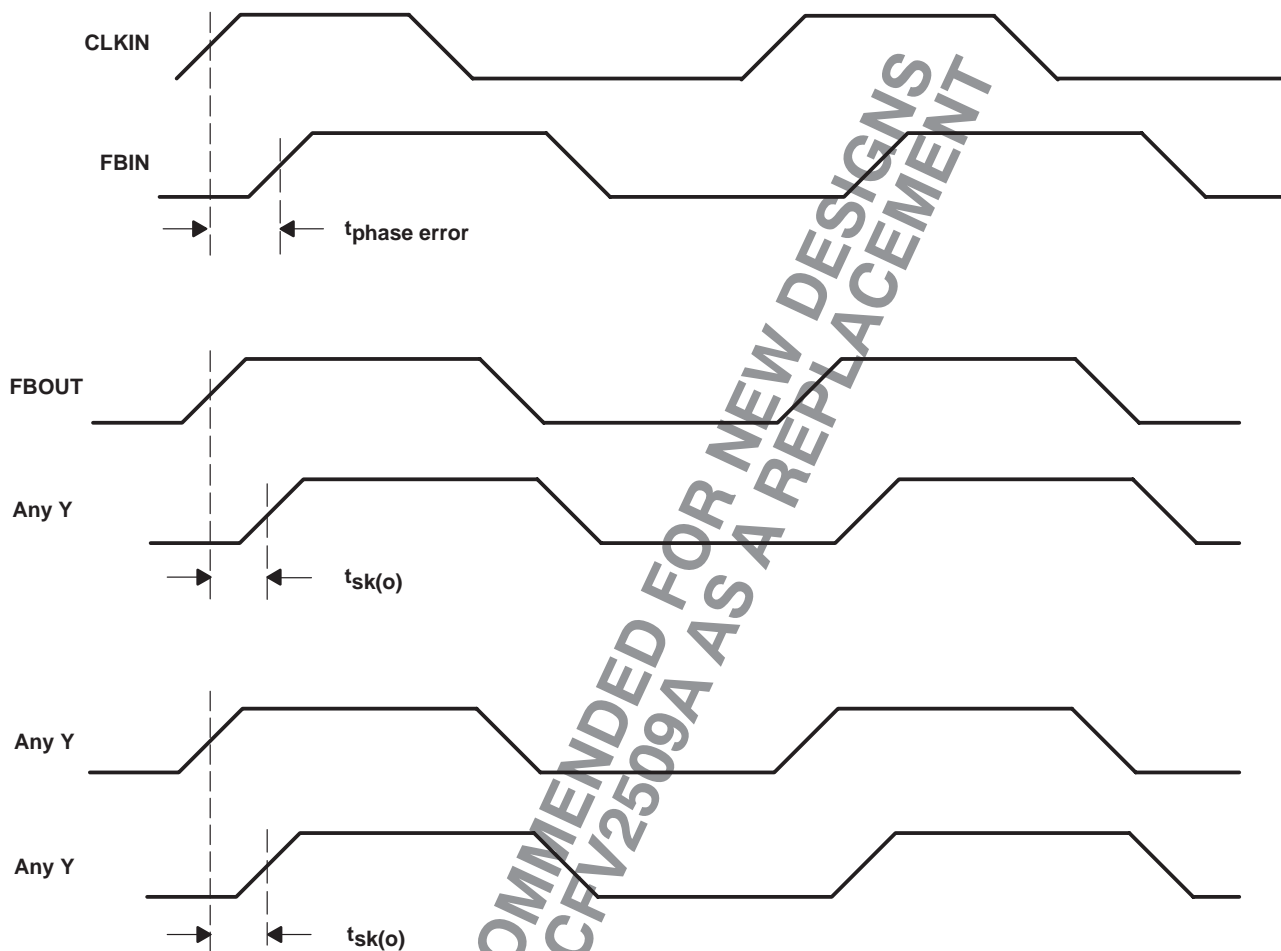 CLKIN
FBIN
tphase error
FBOUT
Any Y
tsk(o)
Any Y
Any Y
tsk(o)
OMMENDED FOR NEW DESIGNS
CFV2509A AS A REPLACEMENT